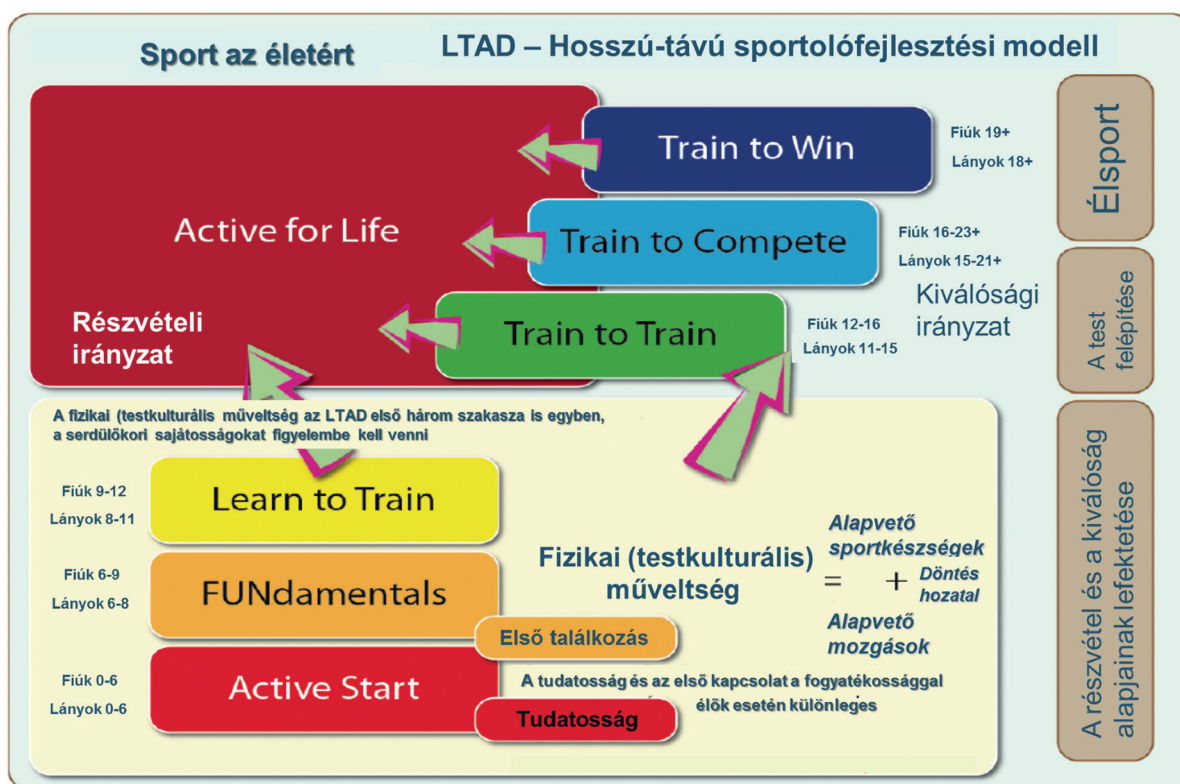 Sport az életért
LTAD – Hosszú-távú sportolófejlesztési modell
Train to Win
Fiúk 19+
Lányok 18+
Élsport
Active for Life
Train to Compete
Fiúk 16-23+
Lányok 15-21+
Kiválósági
irányzat
Részvételi
irányzat
Train to Train
Fiúk 12-16
Lányok 11-15
A test
felépítése
A fizikai (testkulturális műveltség az LTAD első három szakasza is egyben,
a serdülőkori sajátosságokat figyelembe kell venni
Fiúk 9-12
Lányok 8-11
Learn to Train
Fiúk 6-9
Lányok 6-8
FUNdamentals
Első találkozás
Fizikai (testkulturális)
műveltség
=
Alapvető
sportkészségek
+
Döntés
hozatal
Alapvető
mozgások
Fiúk 0-6
Lányok 0-6
Active Start
Tudatosság
A tudatosság és az első kapcsolat a fogyatékossággal
élők esetén különleges
A részvétel és a kiválóság
alapjainak lefektetése